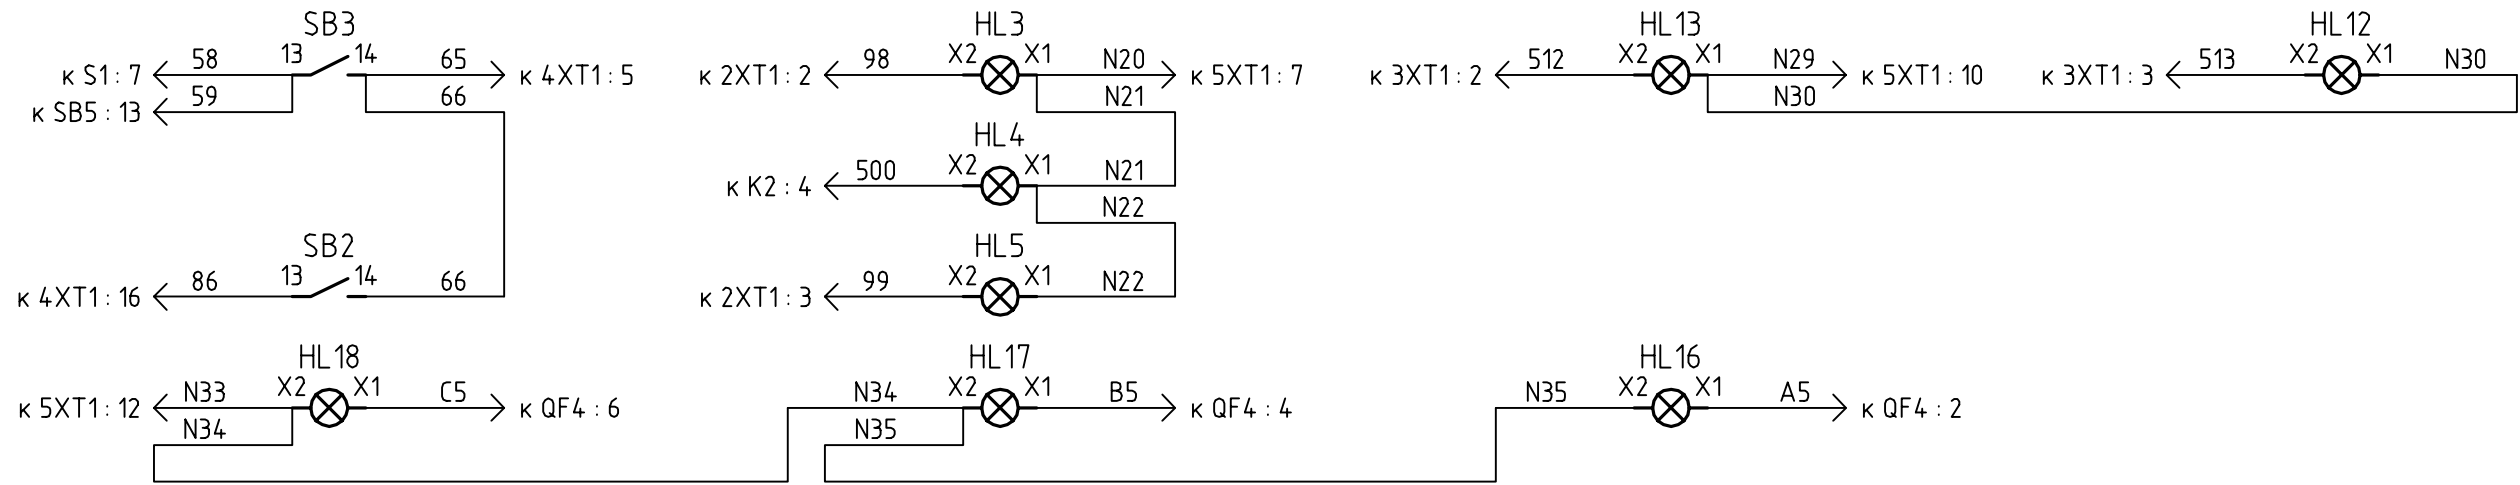 SB3 HL3 HL13 HL12
13 14 X2 X1 X2 X1 X2 X1
58 65 98 N20 512 N29 513 N30
к S1 : 7 к 4XT1 : 5 к 2XT1 : 2 к 5XT1 : 7 к 3XT1 : 2 к 5XT1 : 10 к 3XT1 : 3
59 66 N21 N30
к SB5 : 13
HL4
X2 X1
500 N21
к K2 : 4
N22
SB2 HL5
13 14 X2 X1
86 66 99 N22
к 4XT1 : 16 к 2XT1 : 3
HL18 HL17 HL16
X2 X1 X2 X1 X2 X1
N33 C5 N34 B5 N35 A5
к 5XT1 : 12 к QF4 : 6 к QF4 : 4 к QF4 : 2
N34 N35